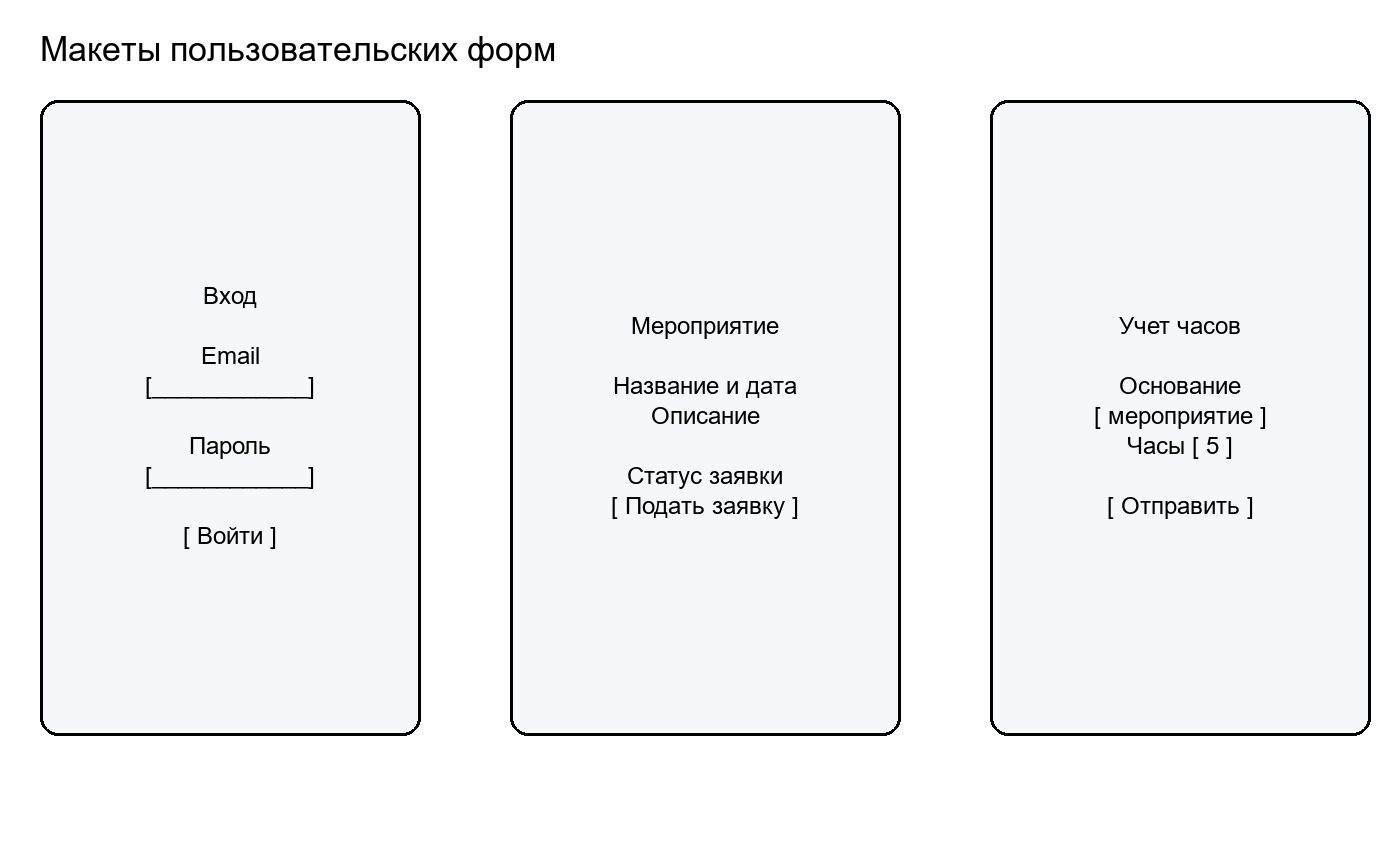 Макеты пользовательских форм
Вход
Email
[____________]
Пароль
[____________]
[ Войти ]
Мероприятие
Название и дата
Описание
Статус заявки
[ Подать заявку ]
Учет часов
Основание
[ мероприятие ]
Часы [ 5 ]
[ Отправить ]